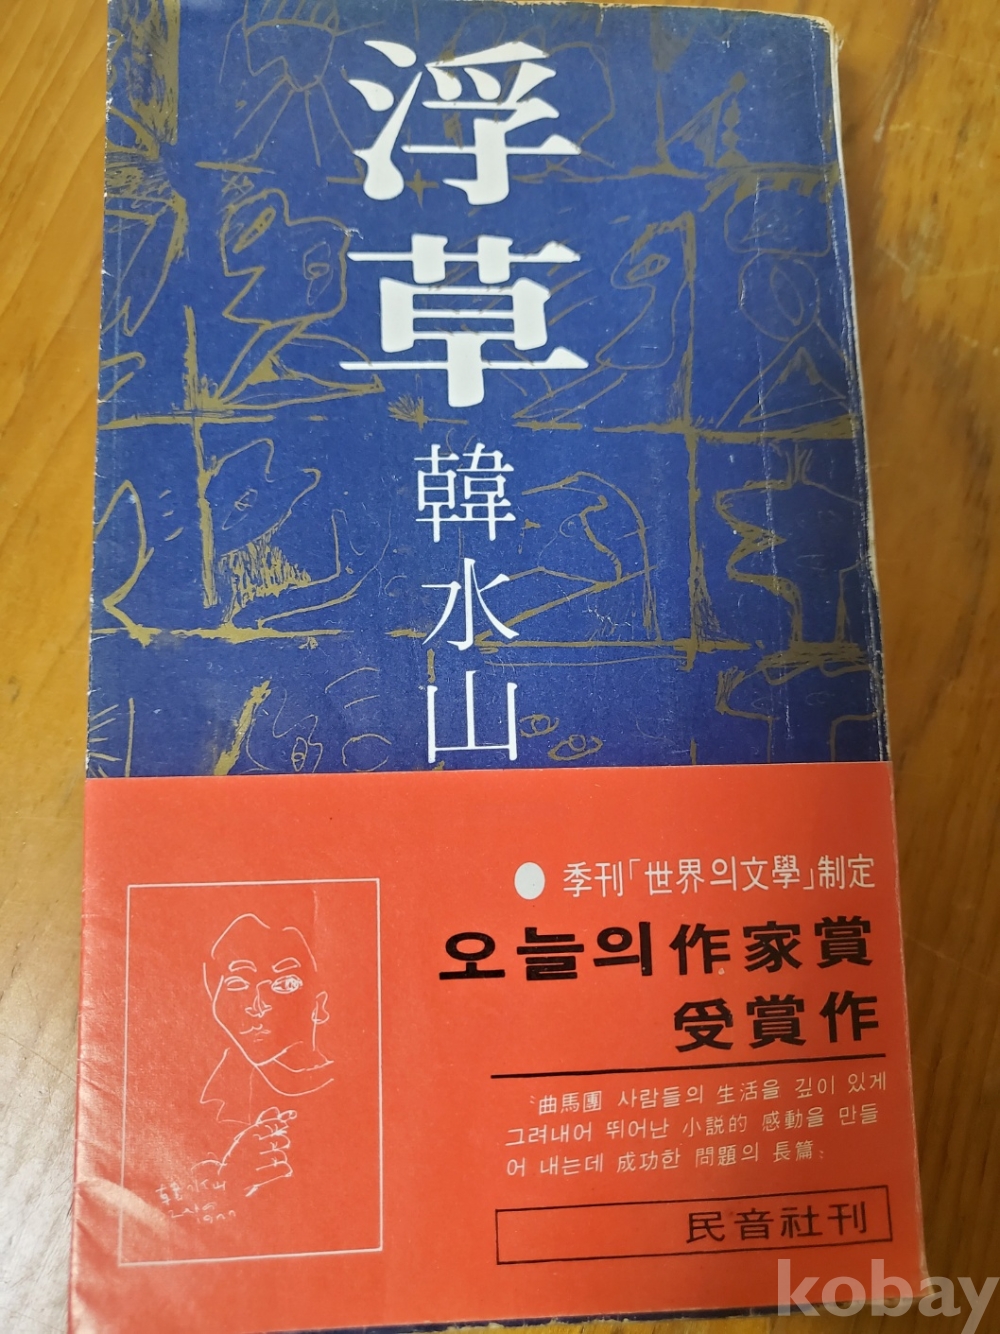 浮草
韓水山
季刊「世界의文學」制定
오늘의 作家賞
受賞作
〝曲馬團 사람들의 生活을 깊이 있게
그려내어 뛰어난 小說的 感動을 만들
어 내는데 成功한 問題의 長篇〟
民音社刊
韓水山
kobay